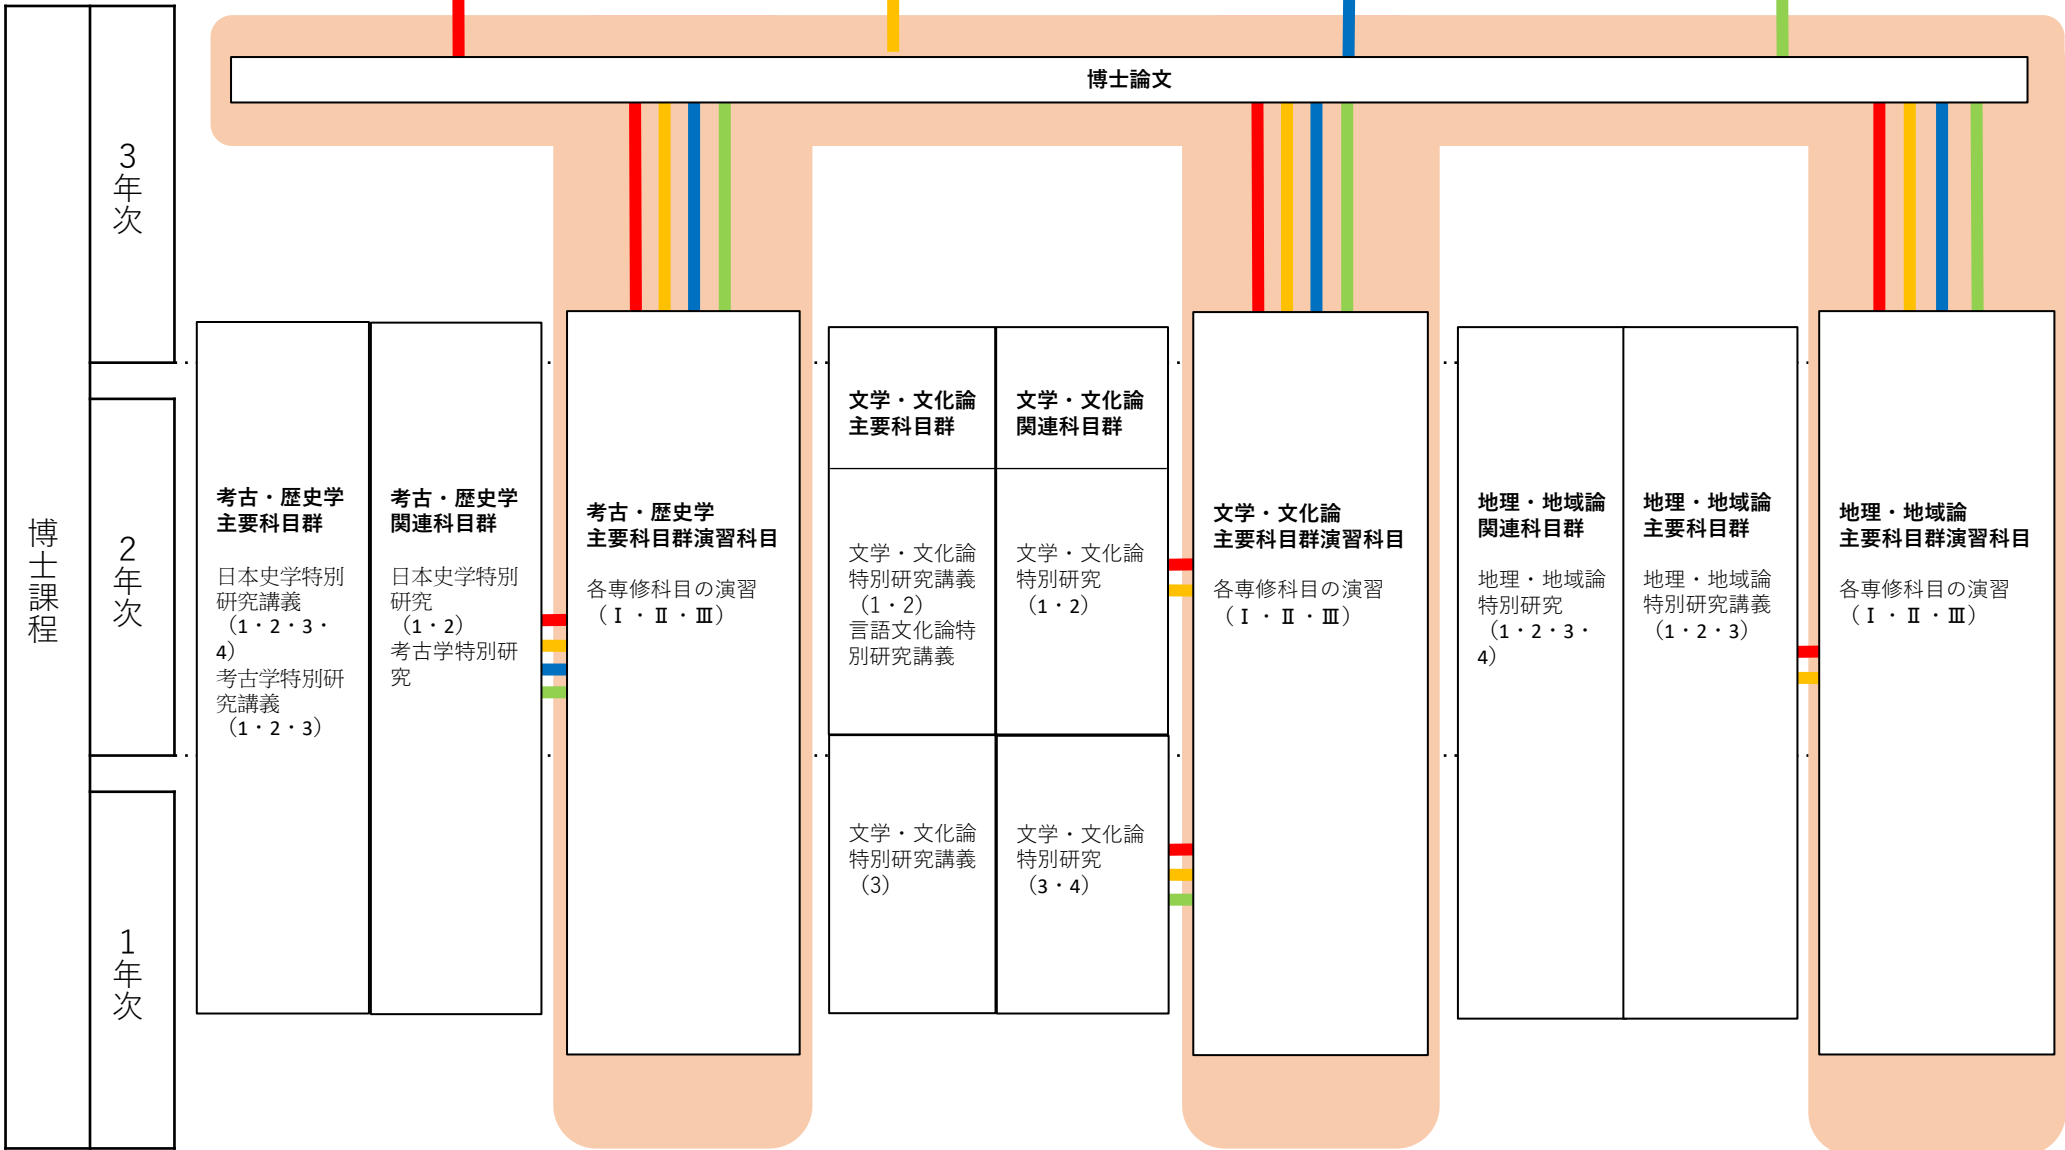 博士論文
博士課程
3年次
2年次
1年次
考古・歴史学
主要科目群
日本史学特別
研究講義
（1・2・3・
4）
考古学特別研
究講義
（1・2・3）
考古・歴史学
関連科目群
日本史学特別
研究
（1・2）
考古学特別研
究
考古・歴史学
主要科目群演習科目
各専修科目の演習
（Ⅰ・Ⅱ・Ⅲ）
文学・文化論
主要科目群
文学・文化論
特別研究講義
（1・2）
言語文化論特
別研究講義
文学・文化論
特別研究講義
（3）
文学・文化論
関連科目群
文学・文化論
特別研究
（1・2）
文学・文化論
特別研究
（3・4）
文学・文化論
主要科目群演習科目
各専修科目の演習
（Ⅰ・Ⅱ・Ⅲ）
地理・地域論
関連科目群
地理・地域論
特別研究
（1・2・3・
4）
地理・地域論
主要科目群
地理・地域論
特別研究講義
（1・2・3）
地理・地域論
主要科目群演習科目
各専修科目の演習
（Ⅰ・Ⅱ・Ⅲ）